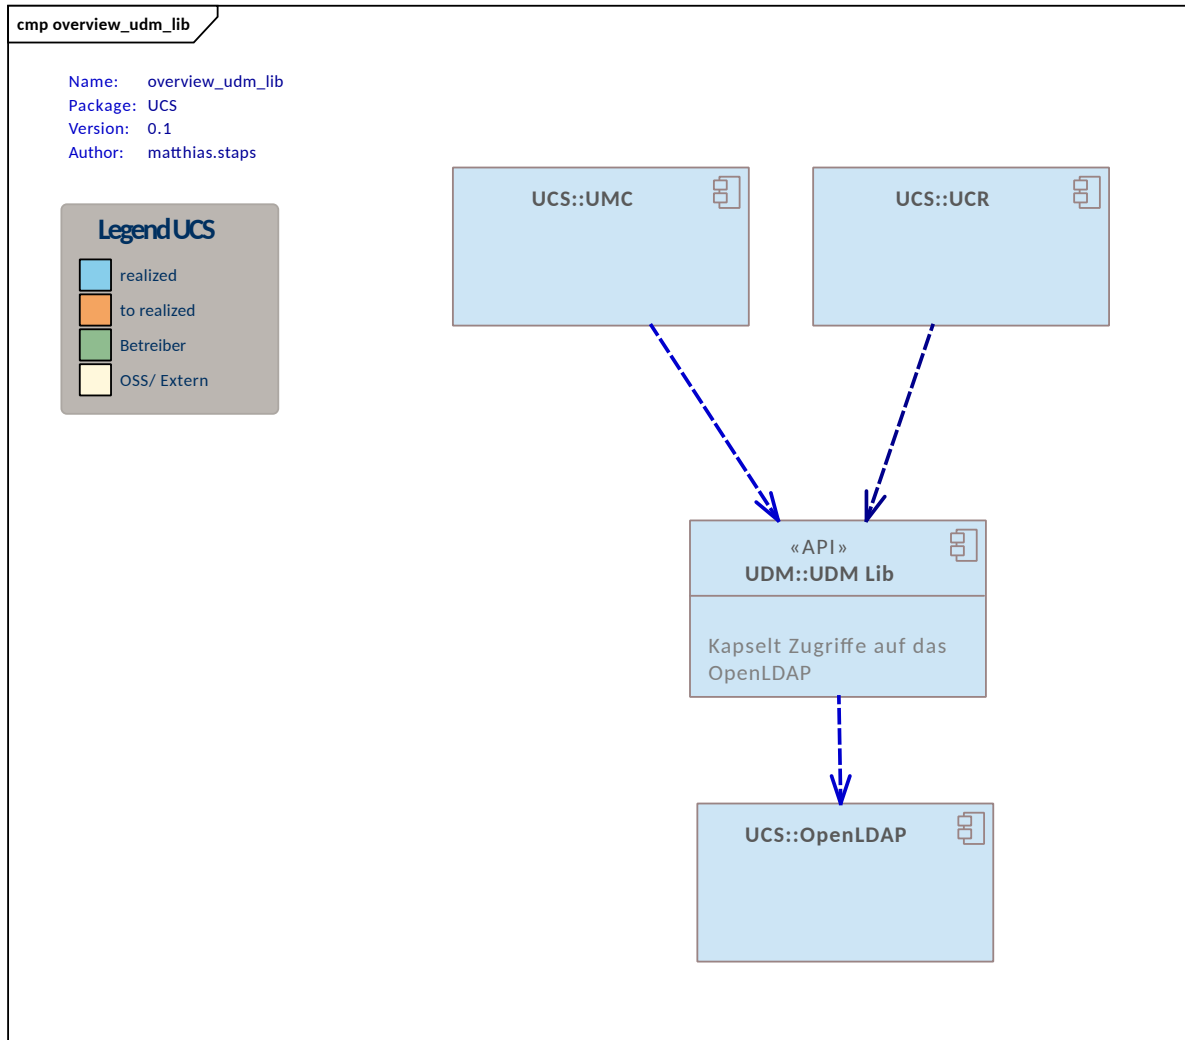 cmp overview_udm_lib
Name: overview_udm_lib
Package: UCS
Version: 0.1
Author: matthias.staps
Legend UCS
realized
to realized
Betreiber
OSS/ Extern
UCS::UMC
UCS::UCR
«API»
UDM::UDM Lib
Kapselt Zugriffe auf das
OpenLDAP
UCS::OpenLDAP